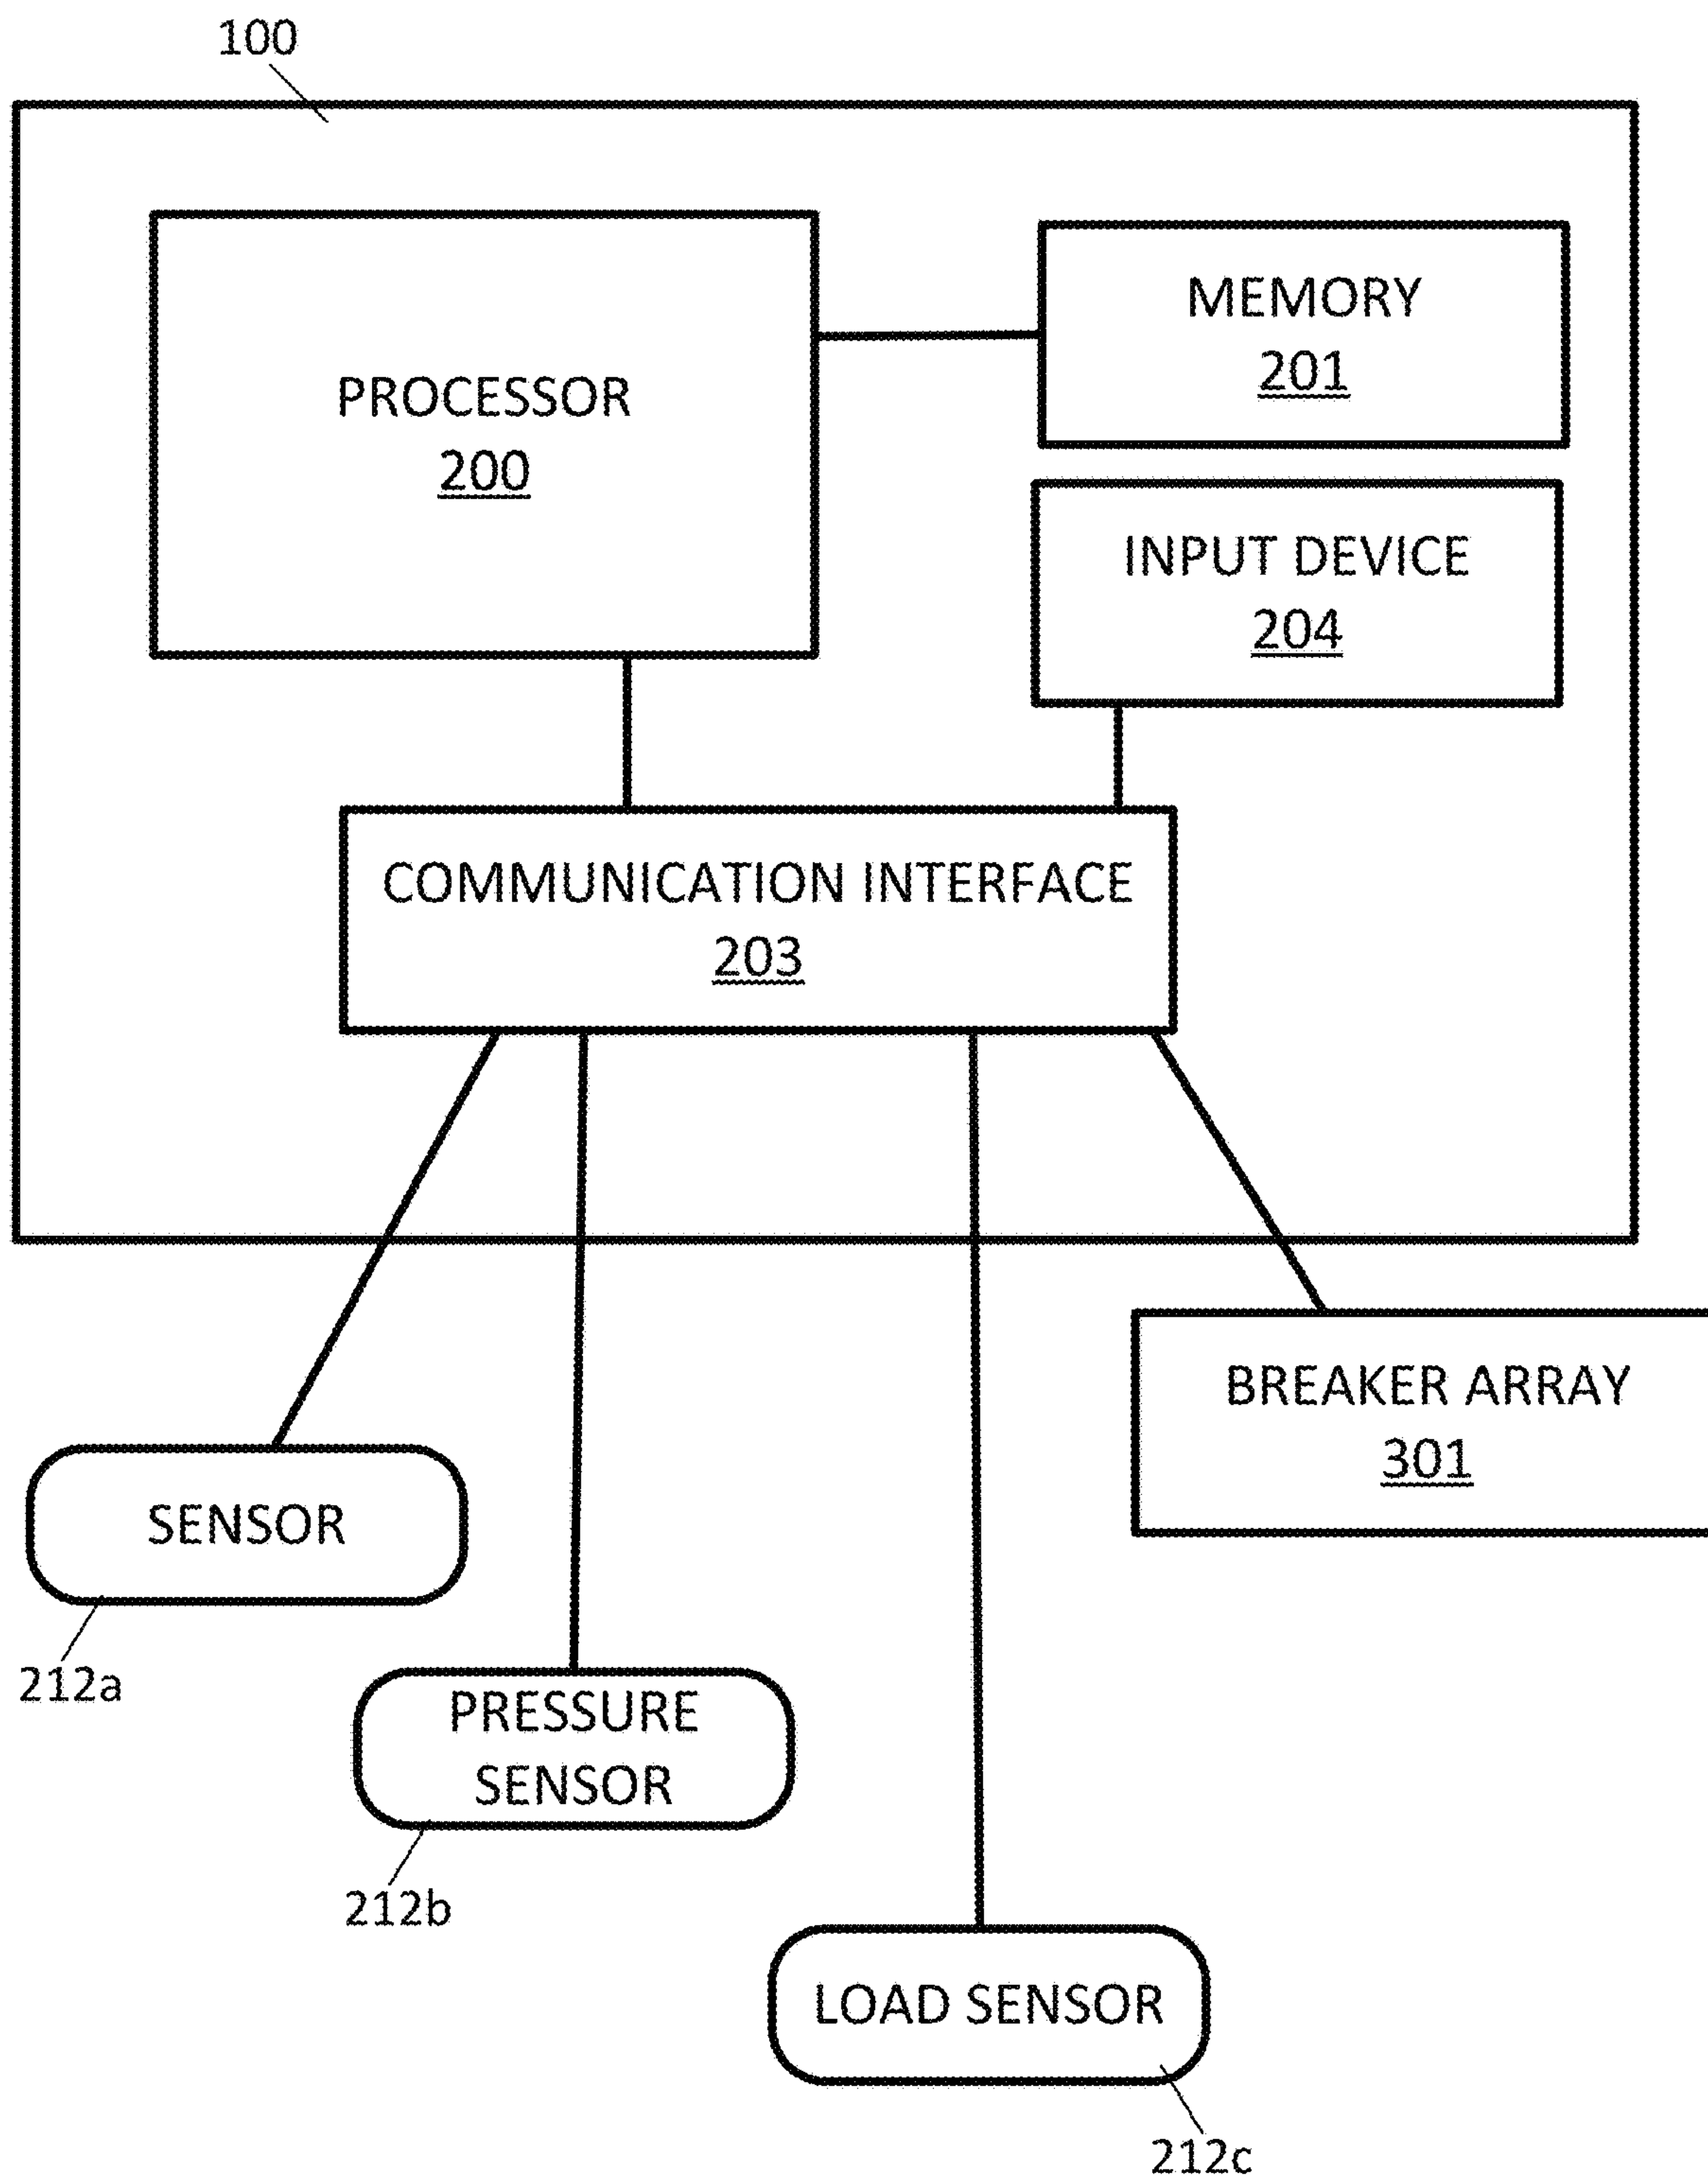 100
PROCESSOR
200
MEMORY
201
INPUT DEVICE
204
COMMUNICATION INTERFACE
203
BREAKER ARRAY
301
SENSOR
212a
PRESSURE
SENSOR
212b
LOAD SENSOR
212c